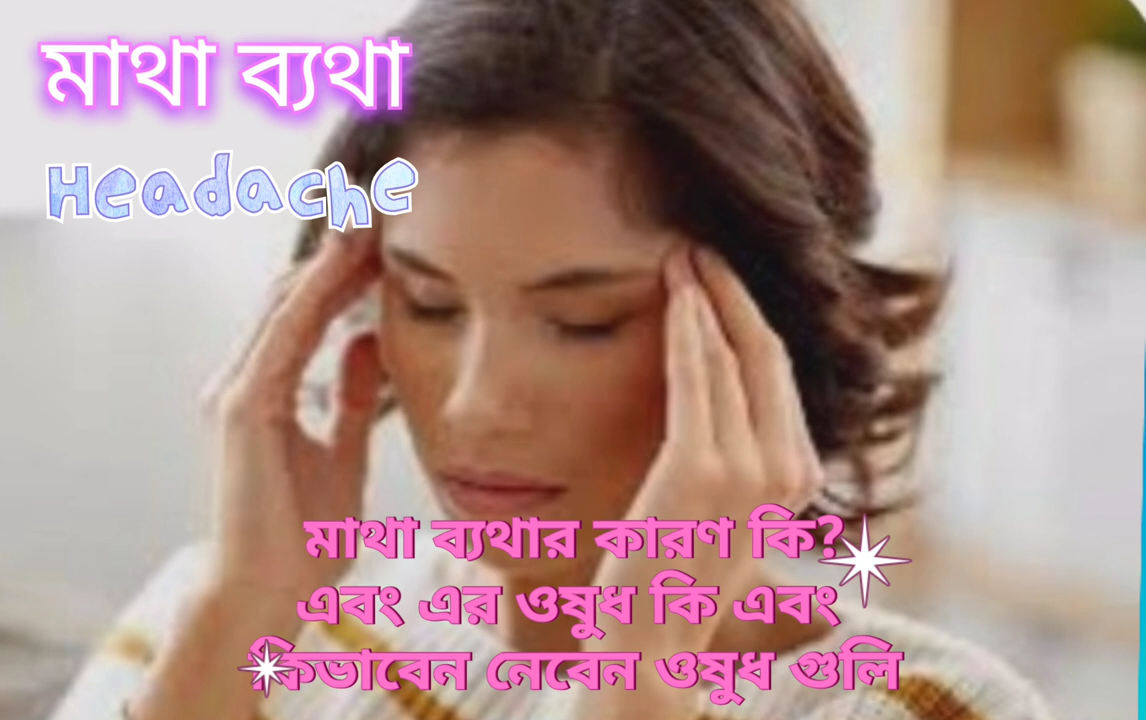 মাথা ব্যথা
Headache
মাথা ব্যথার কারণ কি?
এবং এর ওষুধ কি এবং
কিভাবেন নেবেন ওষুধ গুলি